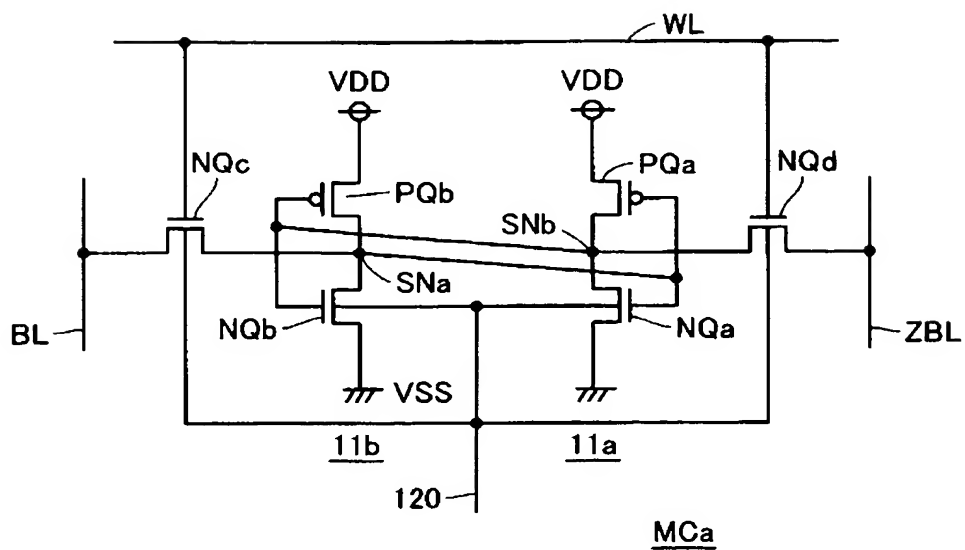 WL
VDD
VDD
NQc
PQb
PQa
NQd
SNb
SNa
BL
NQb
NQa
ZBL
VSS
11b
11a
120
MCa